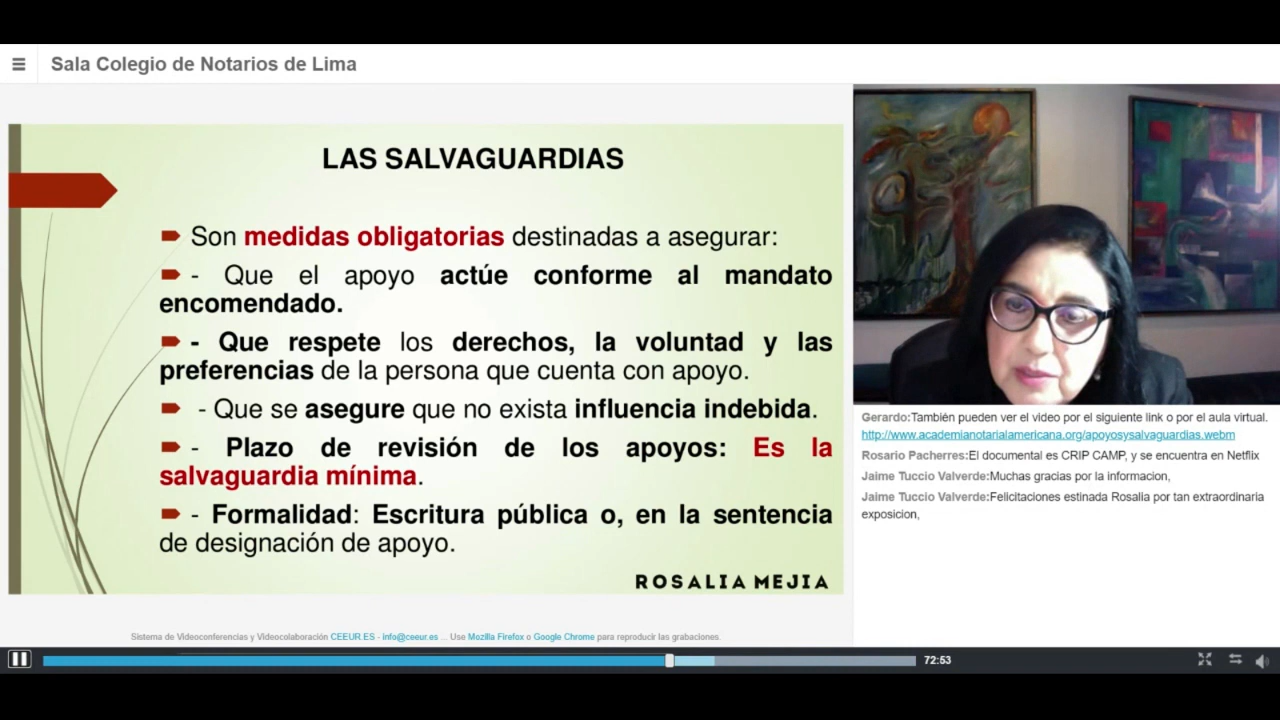 Sala Colegio de Notarios de Lima
LAS SALVAGUARDIAS
Son medidas obligatorias destinadas a asegurar:
- Que el apoyo actúe conforme al mandato
encomendado.
- Que respete los derechos, la voluntad y las
preferencias de la persona que cuenta con apoyo.
- Que se asegure que no exista influencia indebida.
- Plazo de revisión de los apoyos: Es la
salvaguardia mínima.
- Formalidad: Escritura pública o, en la sentencia
de designación de apoyo.
ROSALIA MEJIA
Gerardo:También pueden ver el video por el siguiente link o por el aula virtual.
http://www.academianotarialamericana.org/apoyosysalvaguardias.webm
Rosario Pacherres:El documental es CRIP CAMP, y se encuentra en Netflix
Jaime Tuccio Valverde:Muchas gracias por la informacion,
Jaime Tuccio Valverde:Felicitaciones estinada Rosalia por tan extraordinaria
exposicion,
Sistema de Videoconferencias y Videocolaboración CEEUR.ES - info@ceeur.es ... Use Mozilla Firefox o Google Chrome para reproducir las grabaciones.
72:53